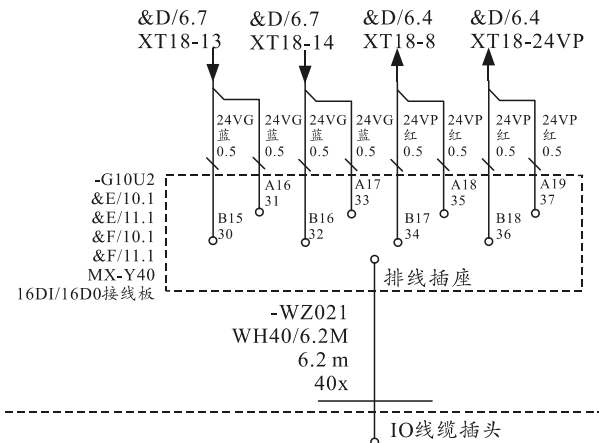 &D/6.7 &D/6.7 &D/6.4 &D/6.4
XT18-13 XT18-14 XT18-8 XT18-24VP
24VG 24VG 24VG 24VG 24VP 24VP 24VP 24VP
蓝 蓝 蓝 蓝 红 红 红 红
0.5 0.5 0.5 0.5 0.5 0.5 0.5 0.5
-G10U2
&E/10.1
&E/11.1
&F/10.1
&F/11.1
MX-Y40
16DI/16D0接线板
A16 A17 A18 A19
31 33 35 37
B15 B16 B17 B18
30 32 34 36
排线插座
-WZ021
WH40/6.2M
6.2 m
40x
IO线缆插头